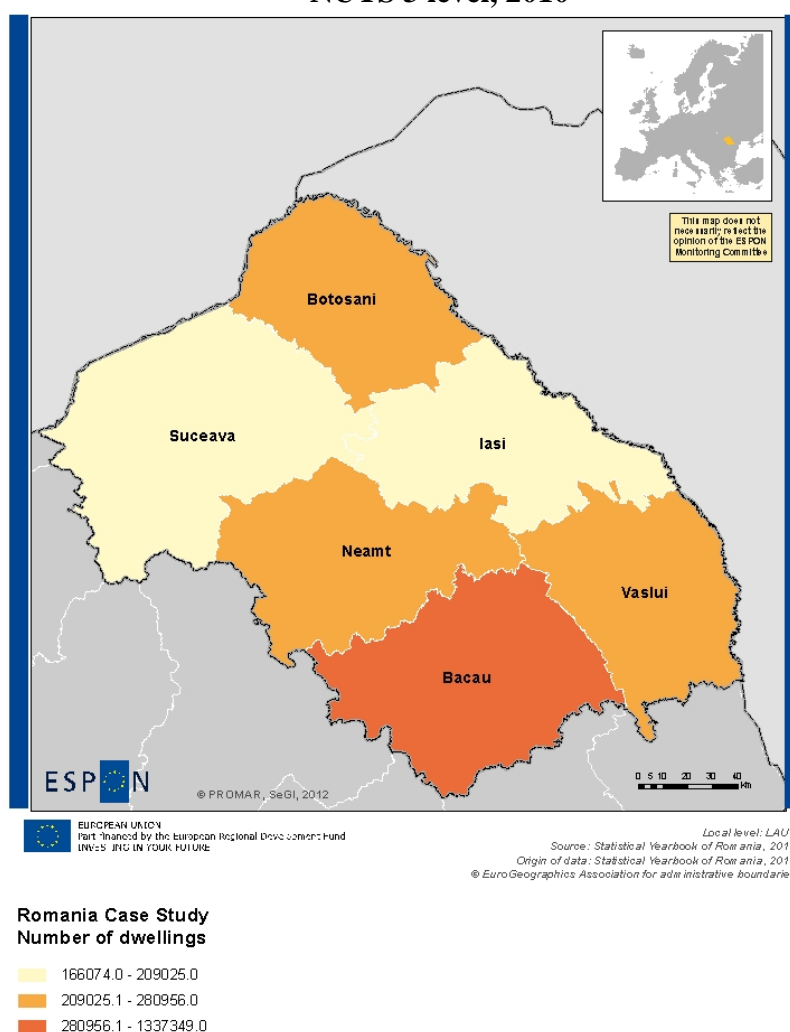 NUTS 3 level, 2010
This map does not
necessarily reflect the
opinion of the ESPON
Monitoring Committee
Botosani
Suceava
Iasi
Neamt
Vaslui
Bacau
ESPON
© PROMAR, SeGI, 2012
0 5 10 20 30 40
km
EUROPEAN UNION
Part financed by the European Regional Development Fund
INVESTING IN YOUR FUTURE
Local level: LAU
Source: Statistical Yearbook of Romania, 201
Origin of data: Statistical Yearbook of Romania, 201
© EuroGeographics Association for administrative boundarie
Romania Case Study
Number of dwellings
166074.0 - 209025.0
209025.1 - 280956.0
280956.1 - 1337349.0